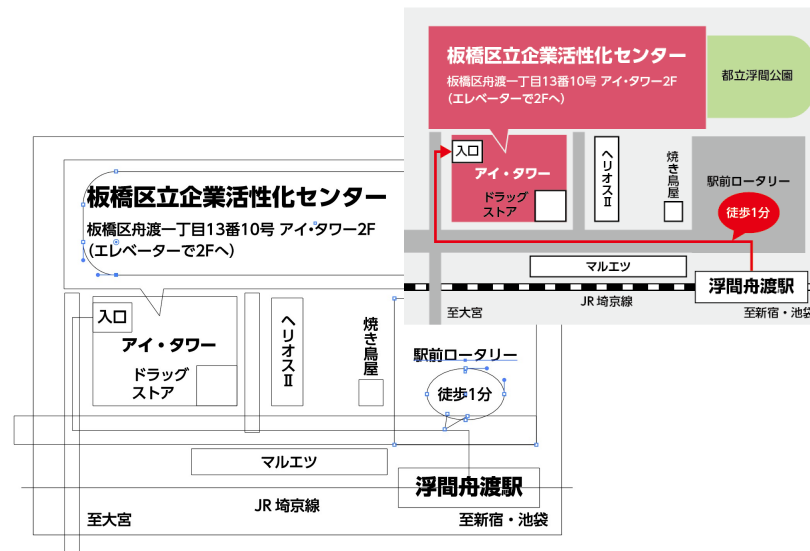 板橋区立企業活性化センター
板橋区舟渡一丁目13番10号 アイ・タワー2F
(エレベーターで2Fへ)
都立浮間公園
入口
アイ・タワー
ドラッグ
ストア
ヘリオスⅡ
焼き鳥屋
駅前ロータリー
徒歩1分
マルエツ
浮間舟渡駅
JR 埼京線
至大宮
至新宿・池袋
板橋区立企業活性化センター
板橋区舟渡一丁目13番10号 アイ・タワー2F
(エレベーターで2Fへ)
入口
アイ・タワー
ドラッグ
ストア
ヘリオスⅡ
焼き鳥屋
駅前ロータリー
徒歩1分
マルエツ
浮間舟渡駅
JR 埼京線
至大宮
至新宿・池袋